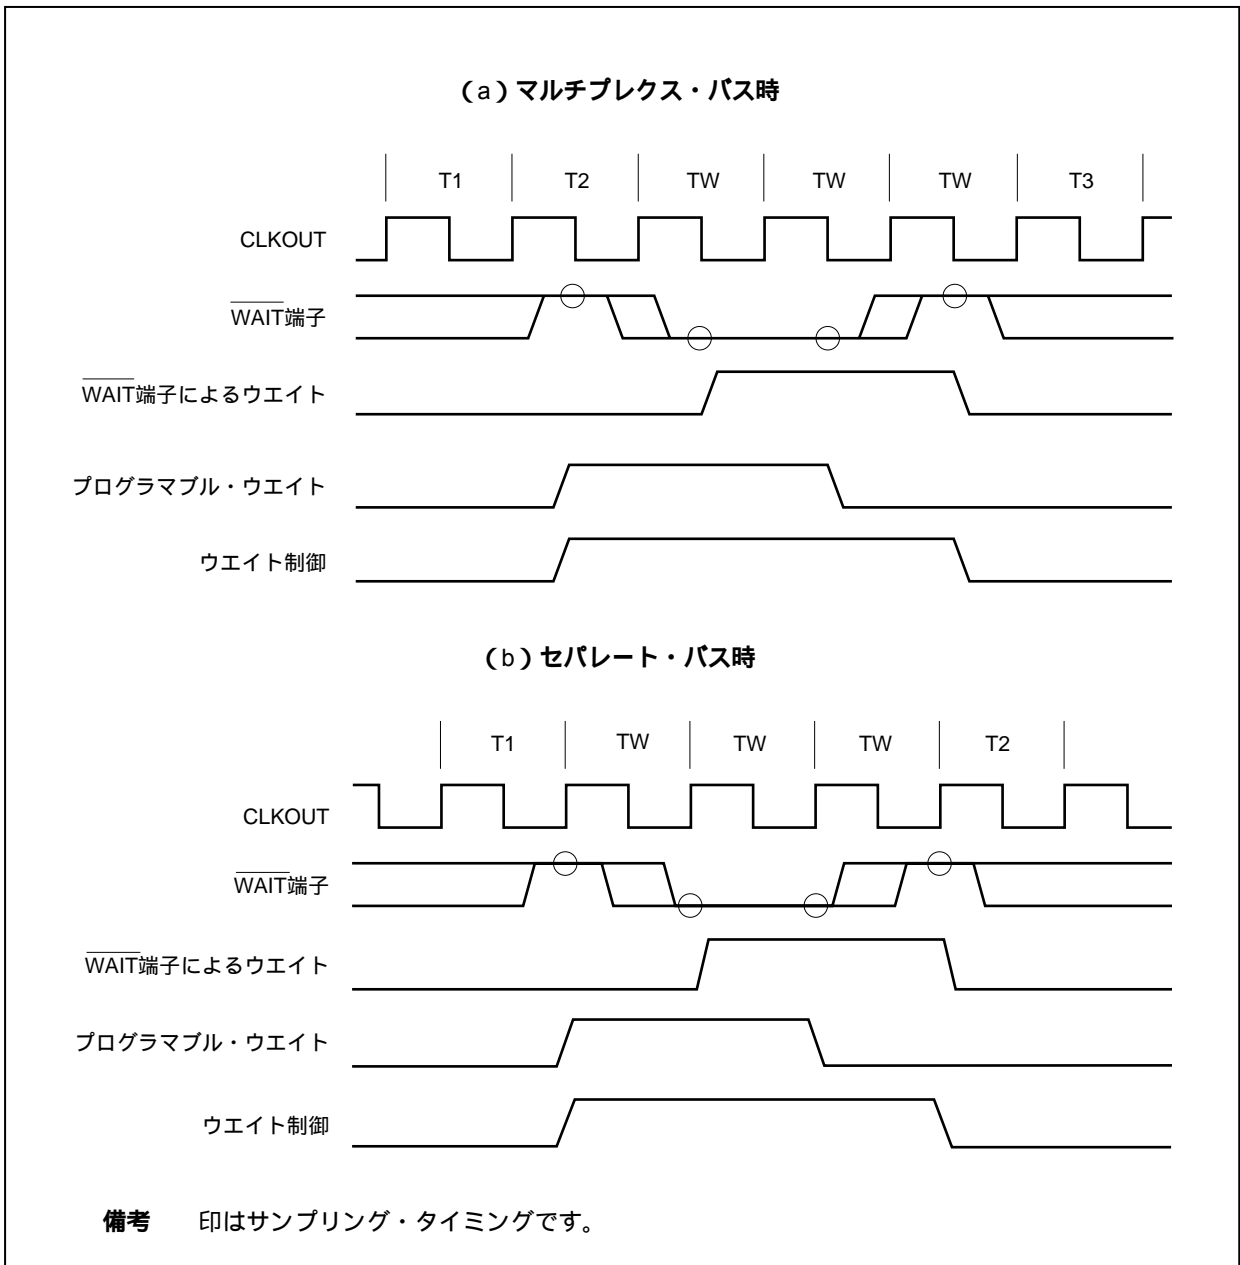 (a)マルチプレクス・バス時
T1 T2 TW TW TW T3
CLKOUT
WAIT端子
WAIT端子によるウエイト
プログラマブル・ウエイト
ウエイト制御
(b)セパレート・バス時
T1 TW TW TW T2
CLKOUT
WAIT端子
WAIT端子によるウエイト
プログラマブル・ウエイト
ウエイト制御
備考 印はサンプリング・タイミングです。